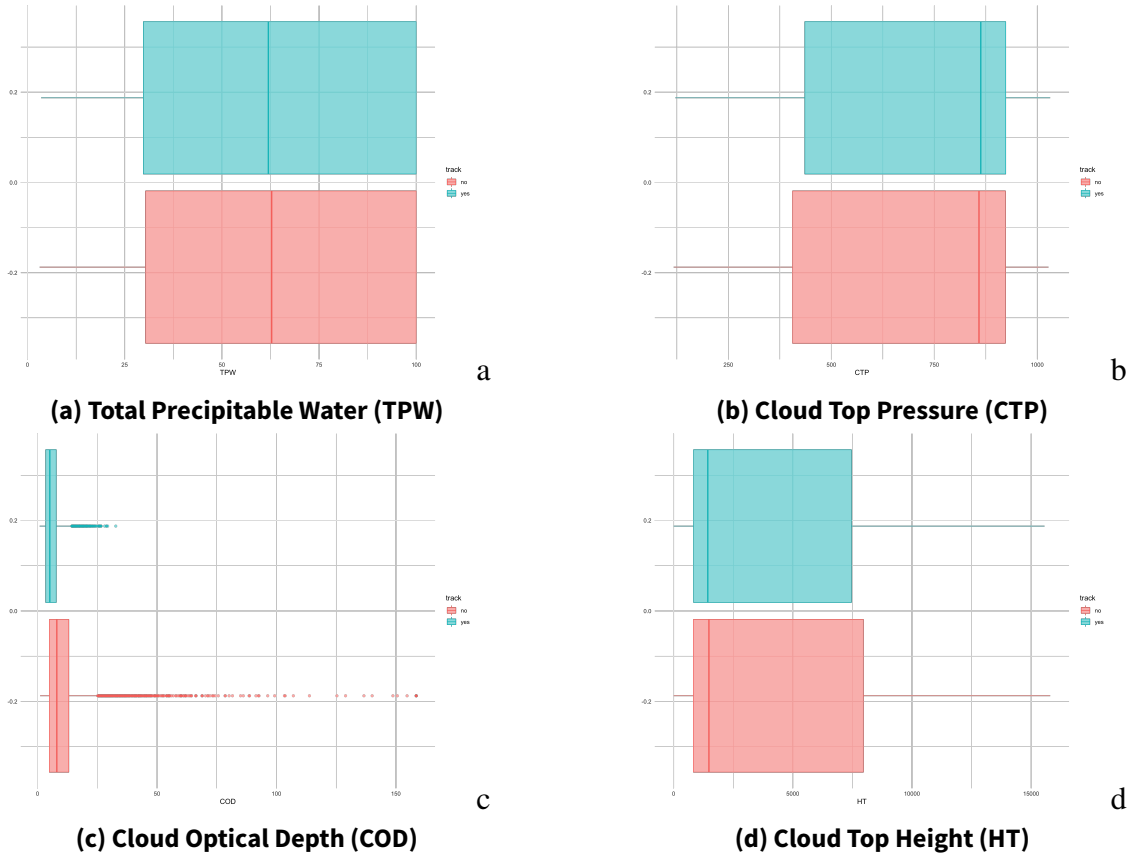 0.2
0.0
-0.2
0 25 50 75 100
TPW
track
no
yes
a
(a) Total Precipitable Water (TPW)
0.2
0.0
-0.2
250 500 750 1000
CTP
track
no
yes
b
(b) Cloud Top Pressure (CTP)
0.2
0.0
-0.2
0 50 100 150
COD
track
no
yes
c
(c) Cloud Optical Depth (COD)
0.2
0.0
-0.2
0 5000 10000 15000
HT
track
no
yes
d
(d) Cloud Top Height (HT)